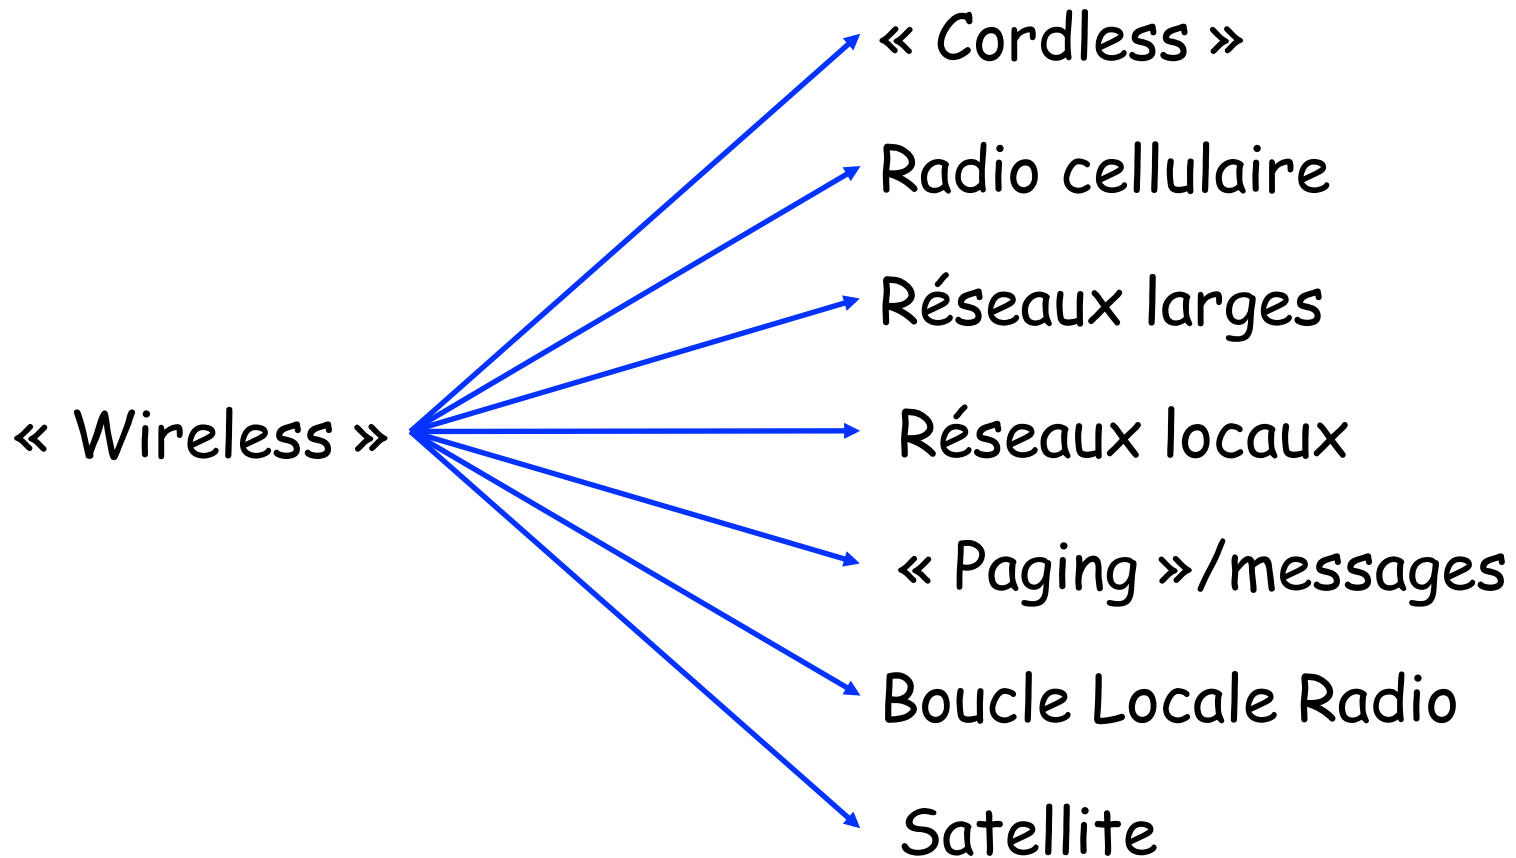 « Cordless »
Radio cellulaire
Réseaux larges
« Wireless »
Réseaux locaux
« Paging »/messages
Boucle Locale Radio
Satellite